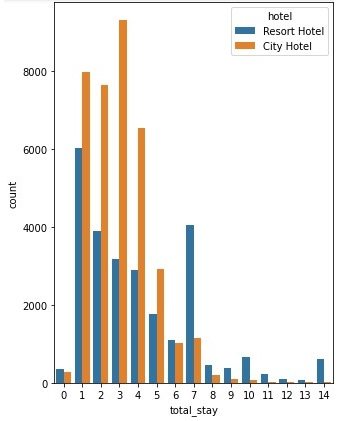 hotel
Resort Hotel
City Hotel
8000
6000
4000
2000
0
count
0 1 2 3 4 5 6 7 8 9 10 11 12 13 14
total_stay